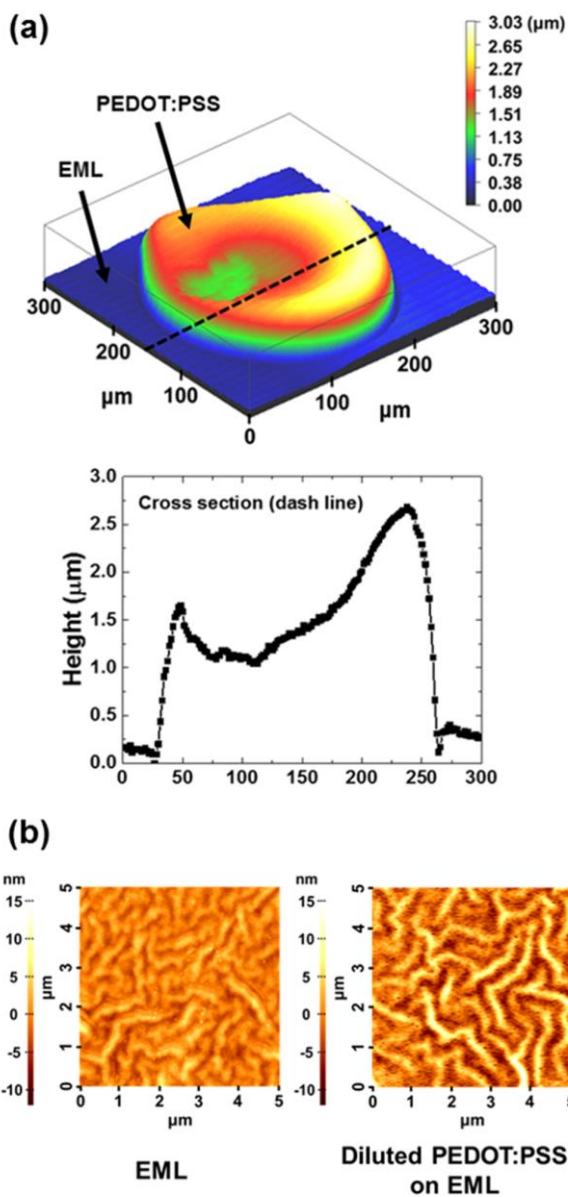 (a)
3.03 (µm)
2.65
2.27
1.89
1.51
1.13
0.75
0.38
0.00
PEDOT:PSS
EML
300
200
µm
100
0
100
µm
200
300
Cross section (dash line)
Height (µm)
3.0
2.5
2.0
1.5
1.0
0.5
0.0
0 50 100 150 200 250 300
(b)
nm
15
10
5
0
-5
-10
µm
5
4
3
2
1
0
0 1 2 3 4 5
µm
EML
nm
15
10
5
0
-5
-10
µm
5
4
3
2
1
0
0 1 2 3 4 5
µm
Diluted PEDOT:PSS
on EML